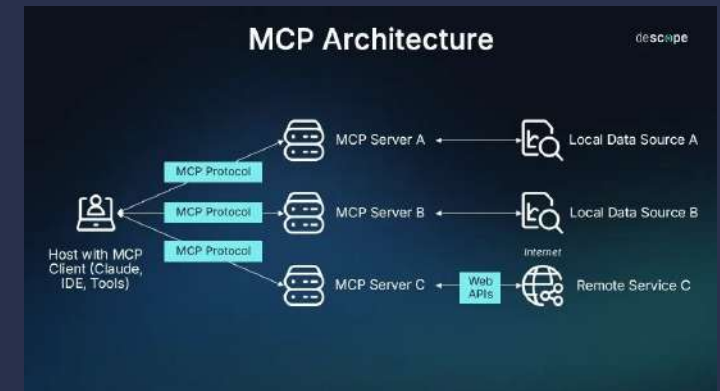 MCP Architecture
descope
MCP Server A
Local Data Source A
MCP Protocol
MCP Protocol
MCP Server B
Local Data Source B
MCP Protocol
Host with MCP
Client (Claude,
IDE, Tools)
Internet
MCP Server C
Web
APIs
Remote Service C